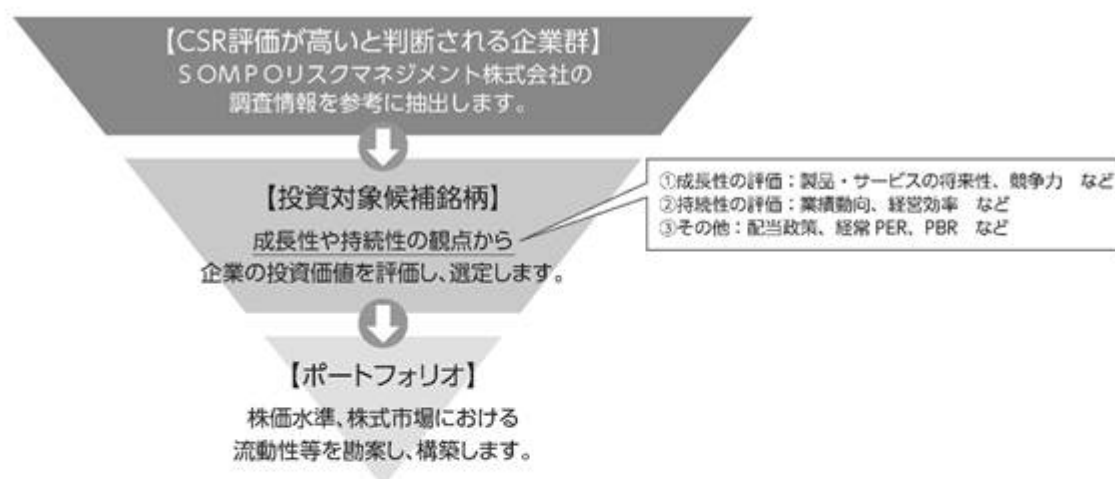 【CSR評価が高いと判断される企業群】
ＳＯＭＰＯリスクマネジメント株式会社の
調査情報を参考に抽出します。
【投資対象候補銘柄】
成長性や持続性の観点から
企業の投資価値を評価し、選定します。
①成長性の評価：製品・サービスの将来性、競争力　など
②持続性の評価：業績動向、経営効率　など
③その他：配当政策、経常 PER、PBR　など
【ポートフォリオ】
株価水準、株式市場における
流動性等を勘案し、構築します。